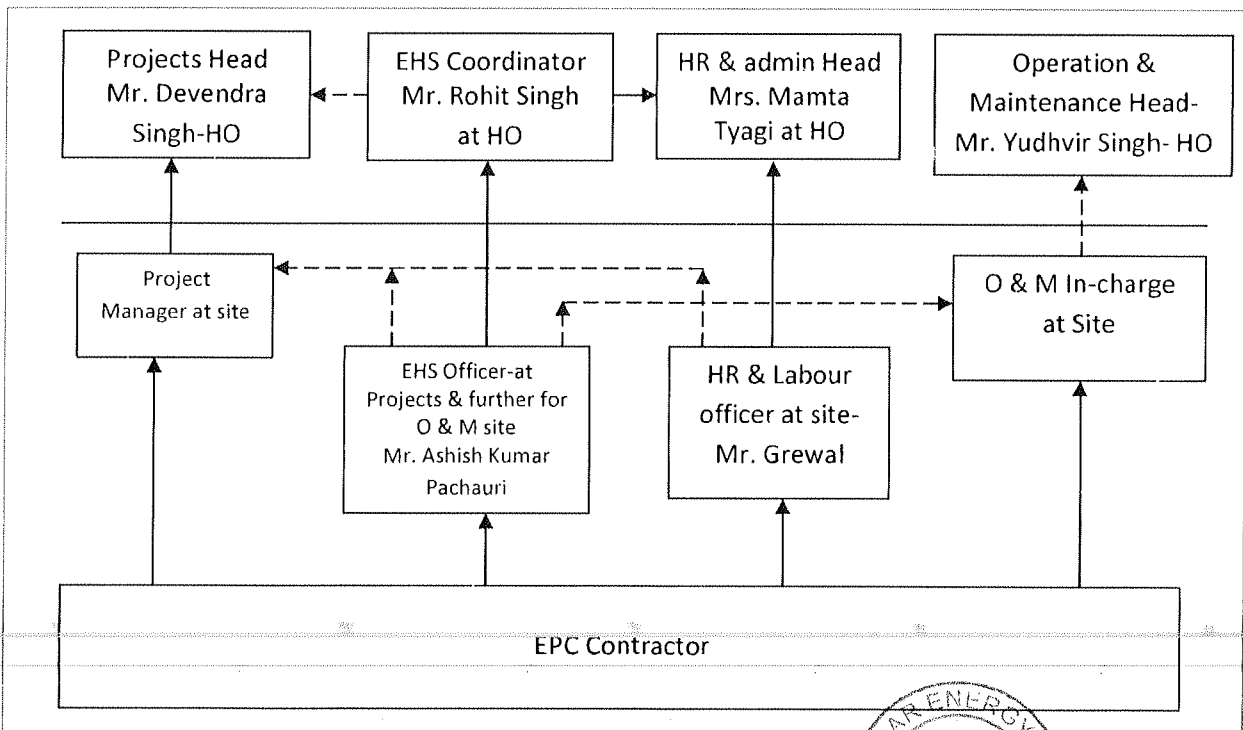 Projects Head
Mr. Devendra
Singh-HO
EHS Coordinator
Mr. Rohit Singh
at HO
HR & admin Head
Mrs. Mamta
Tyagi at HO
Operation &
Maintenance Head-
Mr. Yudhvir Singh- HO
Project
Manager at site
EHS Officer-at
Projects & further for
O & M site
Mr. Ashish Kumar
Pachauri
HR & Labour
officer at site-
Mr. Grewal
O & M In-charge
at Site
EPC Contractor
AR ENERGY